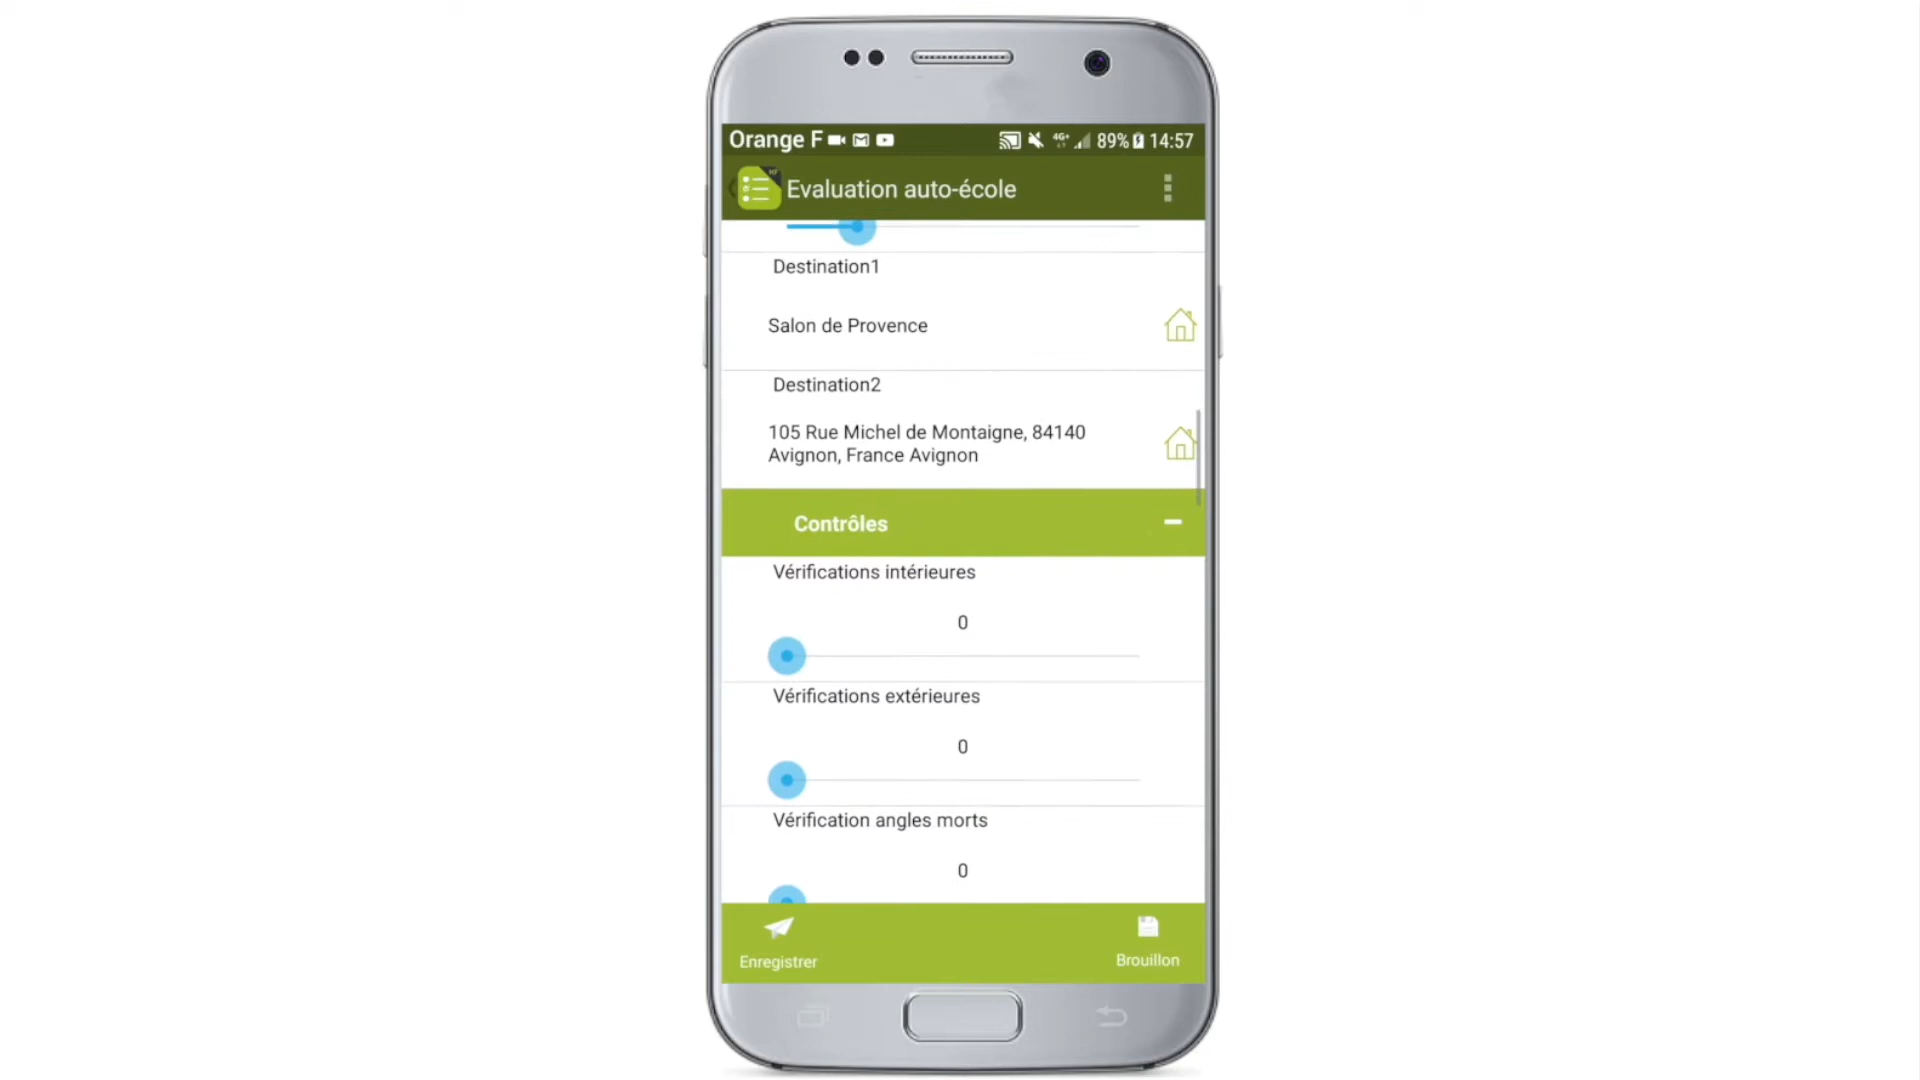 Orange F
4G+ 89% 14:57
Evaluation auto-école
Destination1
Salon de Provence
Destination2
105 Rue Michel de Montaigne, 84140
Avignon, France Avignon
Contrôles
Vérifications intérieures
0
Vérifications extérieures
0
Vérification angles morts
0
Enregistrer
Brouillon